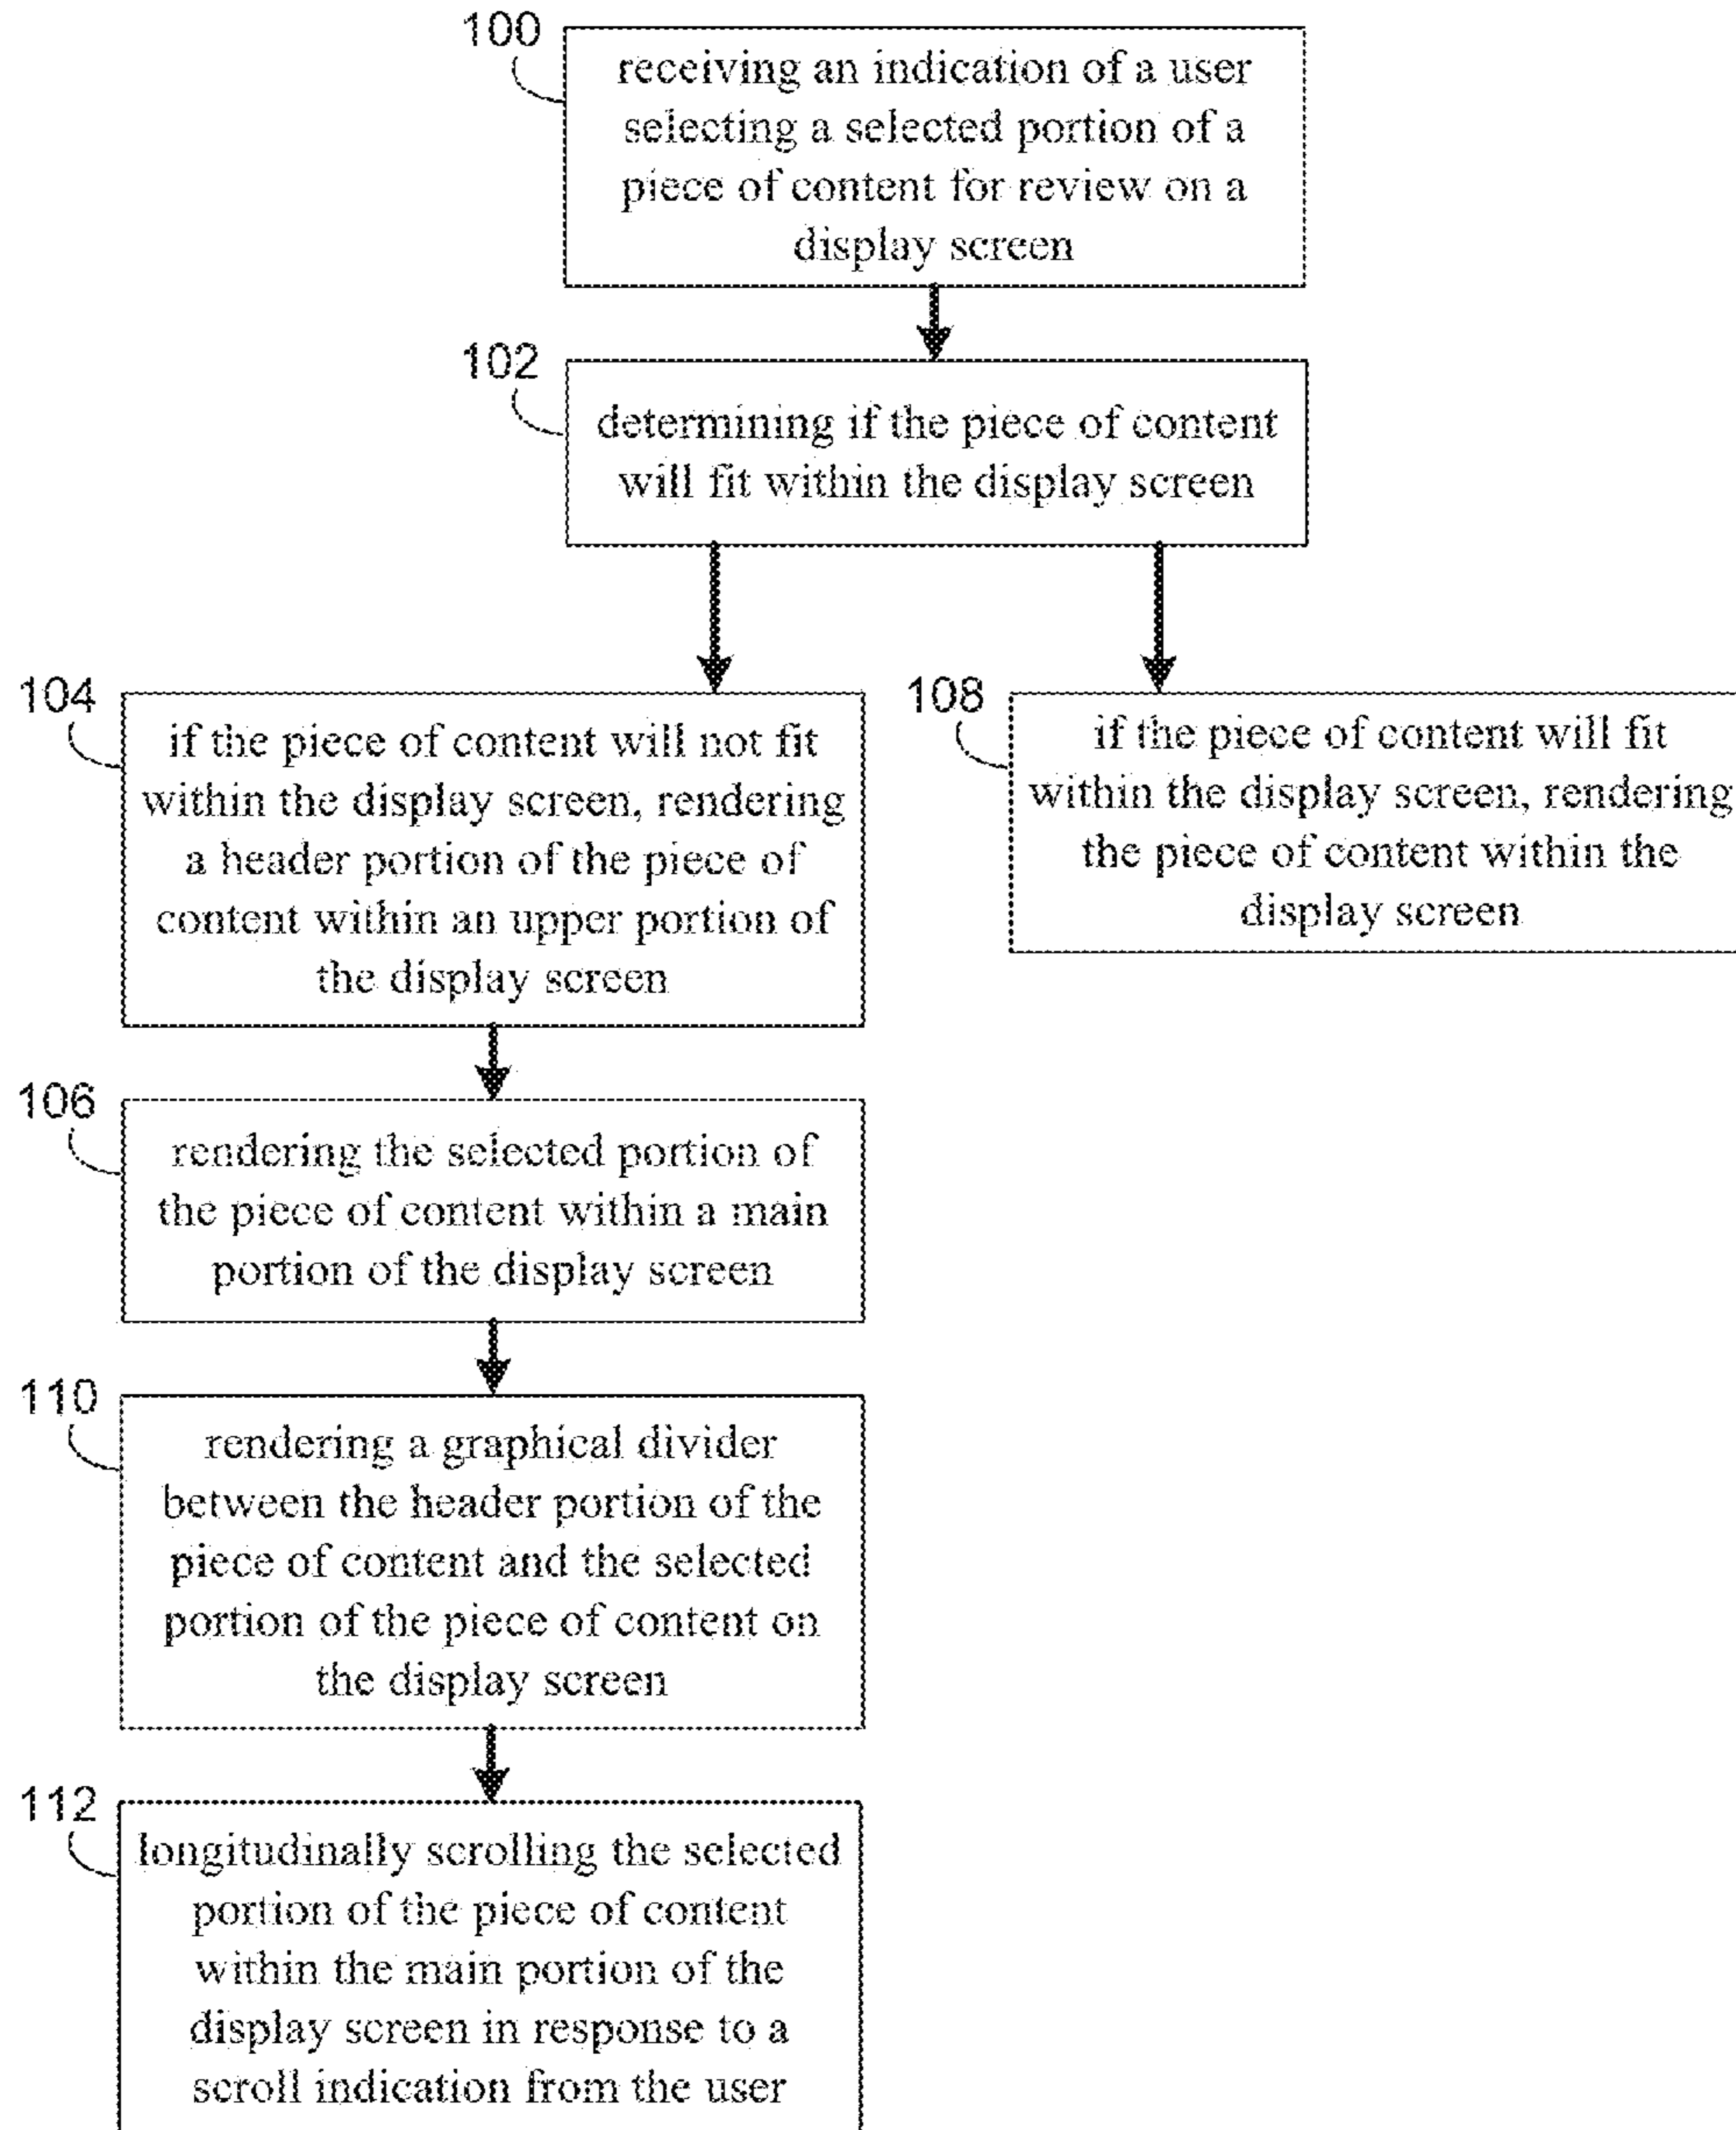 100
receiving an indication of a user
selecting a selected portion of a
piece of content for review on a
display screen
102
determining if the piece of content
will fit within the display screen
104
if the piece of content will not fit
within the display screen, rendering
a header portion of the piece of
content within an upper portion of
the display screen
108
if the piece of content will fit
within the display screen, rendering
the piece of content within the
display screen
106
rendering the selected portion of
the piece of content within a main
portion of the display screen
110
rendering a graphical divider
between the header portion of the
piece of content and the selected
portion of the piece of content on
the display screen
112
longitudinally scrolling the selected
portion of the piece of content
within the main portion of the
display screen in response to a
scroll indication from the user